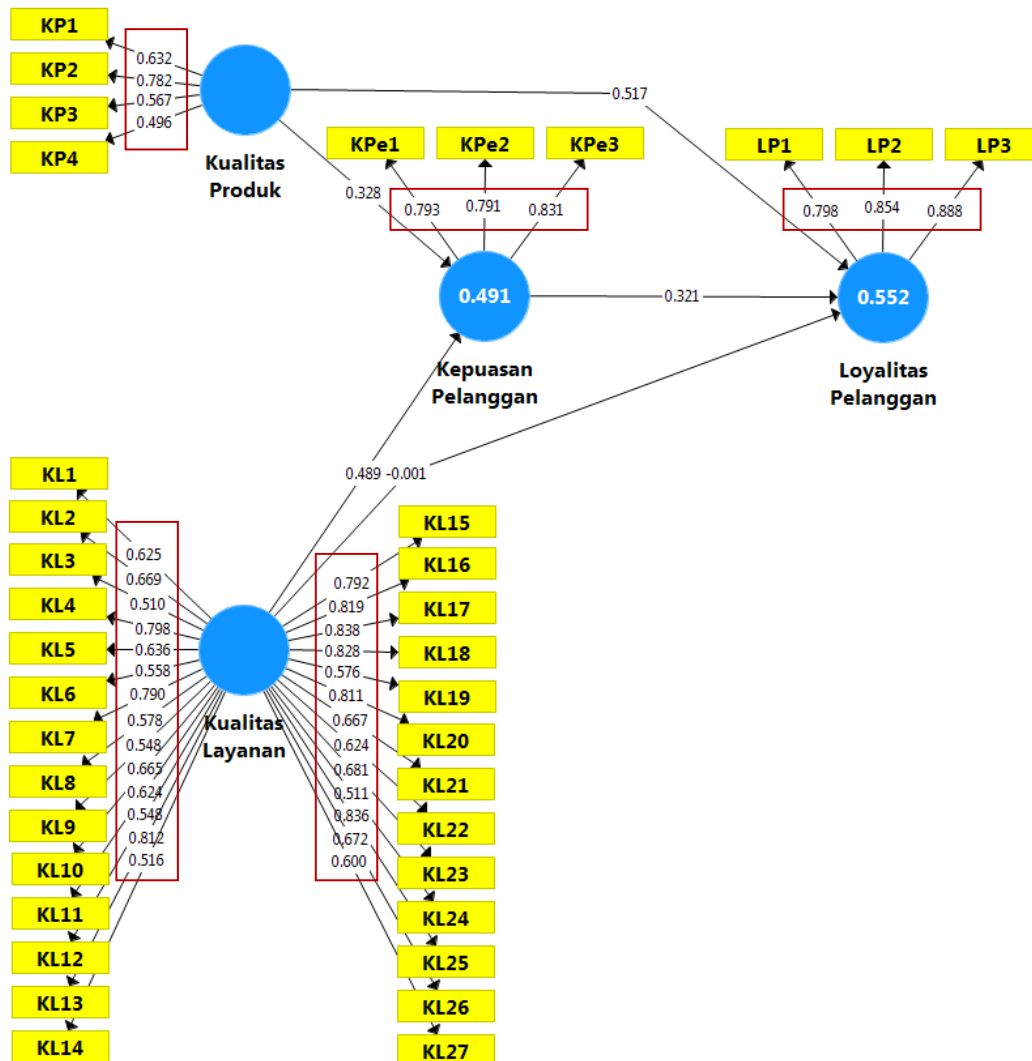 KP1
KP2
KP3
KP4
0.632
0.782
0.567
0.496
Kualitas
Produk
0.517
0.328
KPe1
KPe2
KPe3
0.793
0.791
0.831
LP1
LP2
LP3
0.798
0.854
0.888
0.491
Kepuasan
Pelanggan
0.321
0.552
Loyalitas
Pelanggan
0.489
-0.001
KL1
KL2
KL3
KL4
KL5
KL6
KL7
KL8
KL9
KL10
KL11
KL12
KL13
KL14
0.625
0.669
0.510
0.798
0.636
0.558
0.790
0.578
0.548
0.665
0.624
0.548
0.812
0.516
Kualitas
Layanan
0.792
0.819
0.838
0.828
0.576
0.811
0.667
0.624
0.681
0.511
0.836
0.672
0.600
KL15
KL16
KL17
KL18
KL19
KL20
KL21
KL22
KL23
KL24
KL25
KL26
KL27